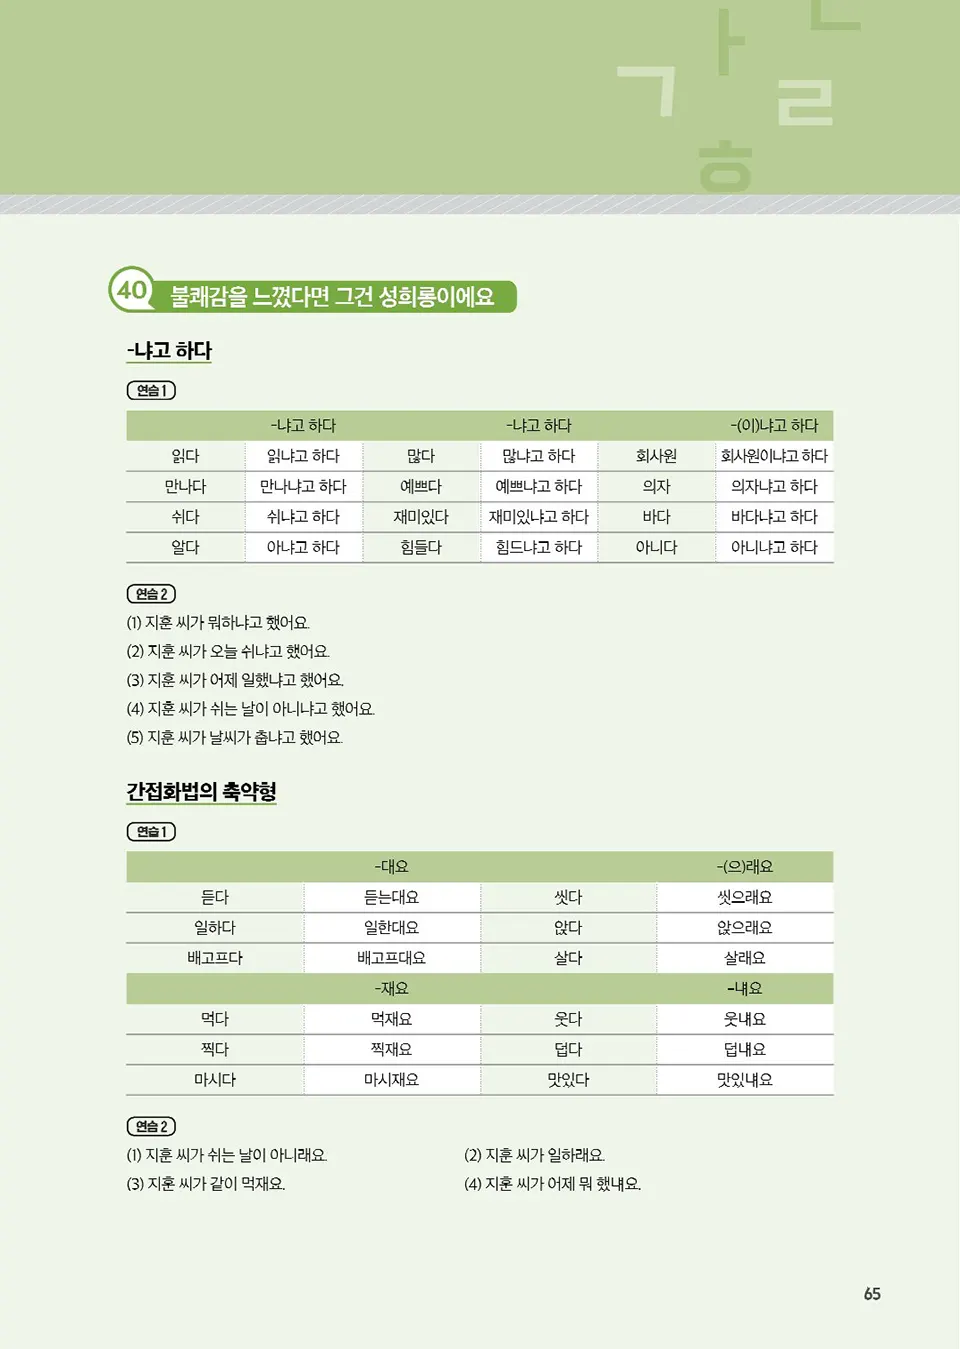 40 불쾌감을 느꼈다면 그건 성희롱이에요
-냐고 하다
연습 1
-냐고 하다 -냐고 하다 -(이)냐고 하다
읽다 읽냐고 하다 많다 많냐고 하다 회사원 회사원이냐고 하다
만나다 만나냐고 하다 예쁘다 예쁘냐고 하다 의자 의자냐고 하다
쉬다 쉬냐고 하다 재미있다 재미있냐고 하다 바다 바다냐고 하다
알다 아냐고 하다 힘들다 힘드냐고 하다 아니다 아니냐고 하다
연습 2
(1) 지훈 씨가 뭐하냐고 했어요.
(2) 지훈 씨가 오늘 쉬냐고 했어요.
(3) 지훈 씨가 어제 일했냐고 했어요.
(4) 지훈 씨가 쉬는 날이 아니냐고 했어요.
(5) 지훈 씨가 날씨가 춥냐고 했어요.
간접화법의 축약형
연습 1
-대요 -(으)래요
듣다 듣는대요 씻다 씻으래요
일하다 일한대요 앉다 앉으래요
배고프다 배고프대요 살다 살래요
-재요 -냬요
먹다 먹재요 웃다 웃냬요
찍다 찍재요 덥다 덥냬요
마시다 마시재요 맛있다 맛있냬요
연습 2
(1) 지훈 씨가 쉬는 날이 아니래요. (2) 지훈 씨가 일하래요.
(3) 지훈 씨가 같이 먹재요. (4) 지훈 씨가 어제 뭐 했냬요.
65